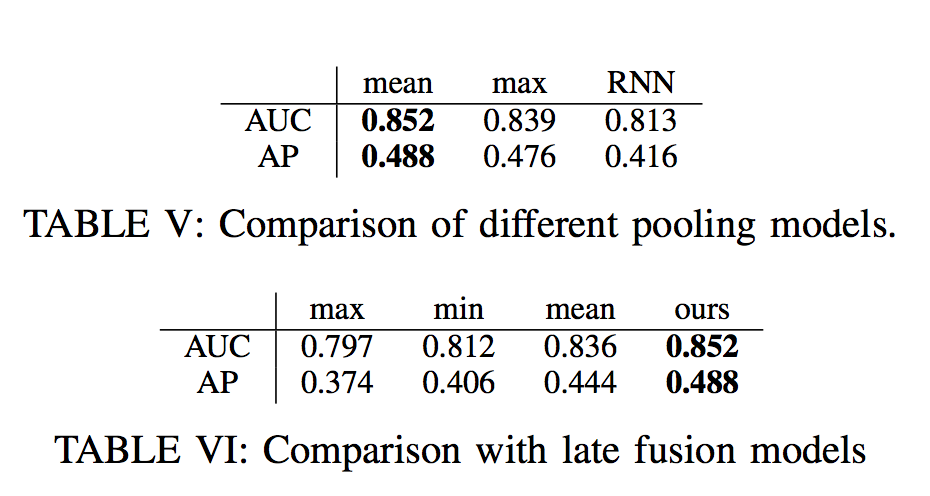 mean max RNN
AUC 0.852 0.839 0.813
AP 0.488 0.476 0.416
TABLE V: Comparison of different pooling models.
max min mean ours
AUC 0.797 0.812 0.836 0.852
AP 0.374 0.406 0.444 0.488
TABLE VI: Comparison with late fusion models